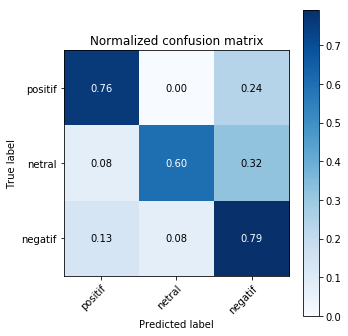 Normalized confusion matrix
True label
positif 0.76 0.00 0.24
netral 0.08 0.60 0.32
negatif 0.13 0.08 0.79
positif netral negatif
Predicted label
0.7
0.6
0.5
0.4
0.3
0.2
0.1
0.0